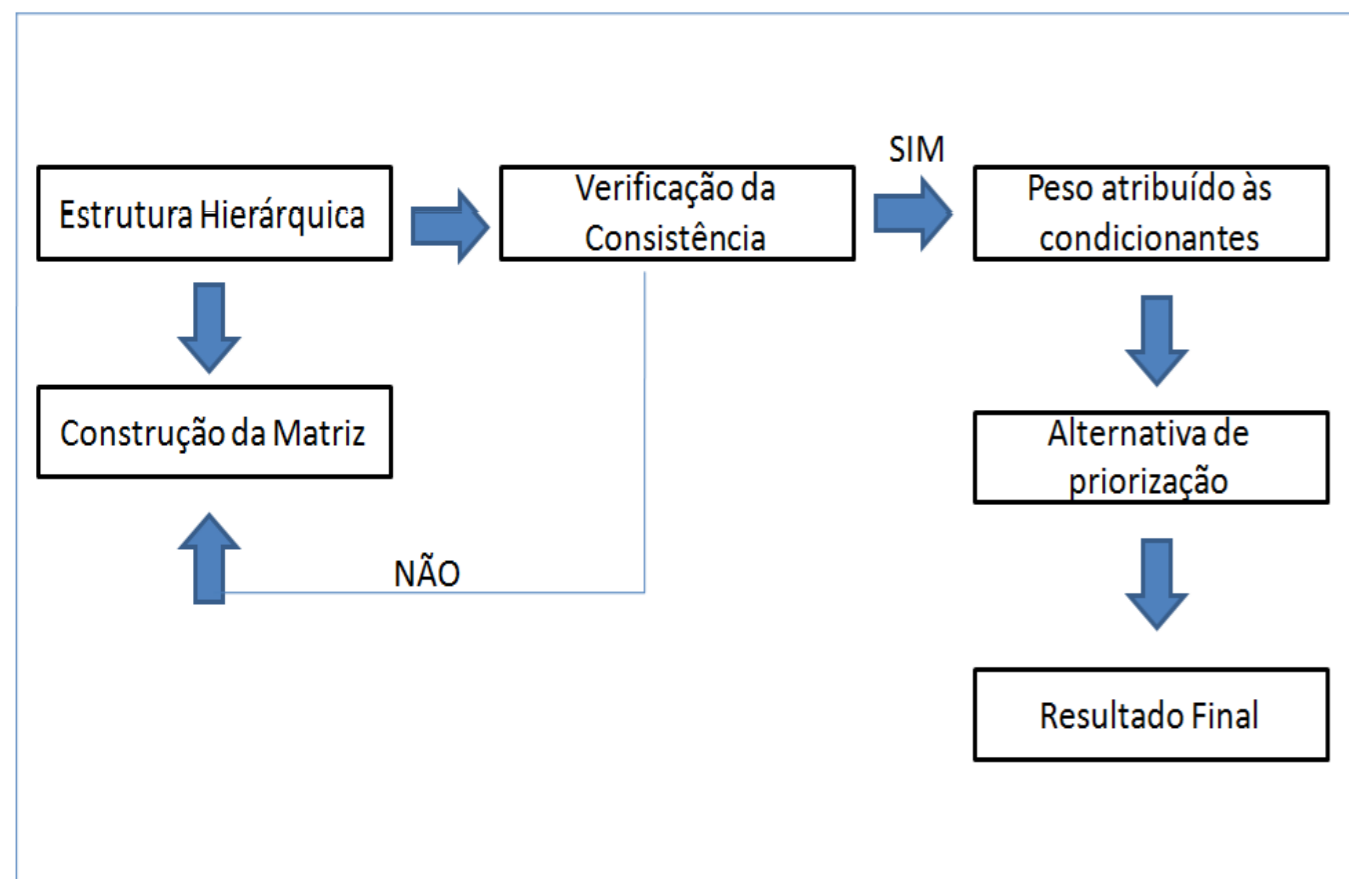 SIM
Estrutura Hierárquica
Verificação da
Consistência
Peso atribuído às
condicionantes
Construção da Matriz
Alternativa de
priorização
NÃO
Resultado Final